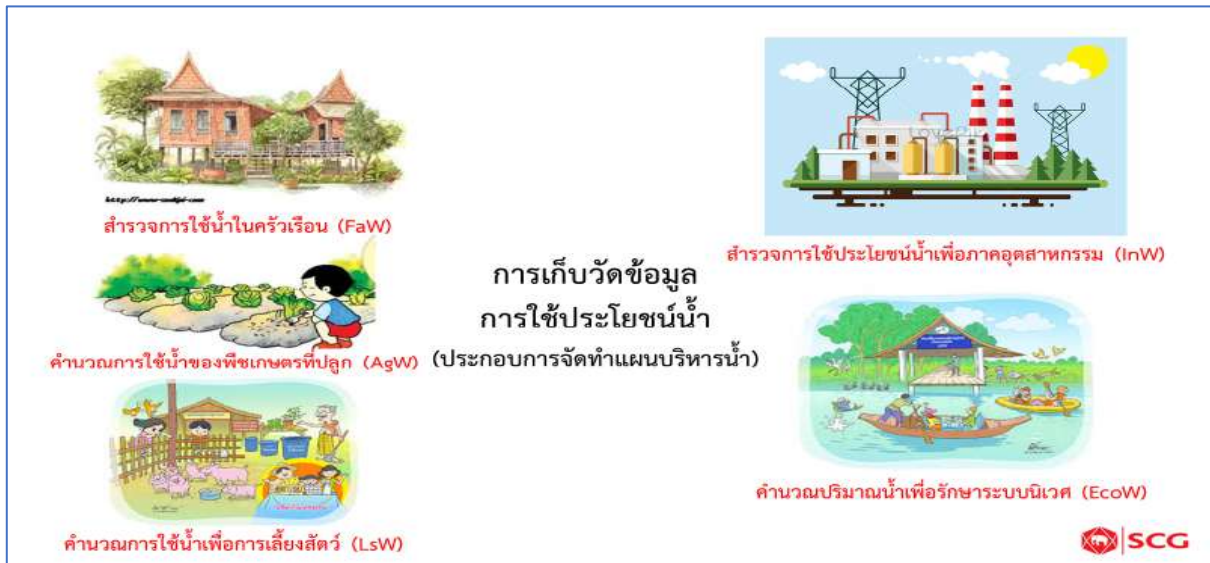 สำรวจการใช้น้ำในครัวเรือน (FaW)
คำนวณการใช้น้ำของพืชเกษตรที่ปลูก (AgW)
คำนวณการใช้น้ำเพื่อการเลี้ยงสัตว์ (LsW)
การเก็บวัดข้อมูล
การใช้ประโยชน์น้ำ
(ประกอบการจัดทำแผนบริหารน้ำ)
สำรวจการใช้ประโยชน์น้ำเพื่อภาคอุตสาหกรรม (InW)
คำนวณปริมาณน้ำเพื่อรักษาระบบนิเวศ (EcoW)
SCG